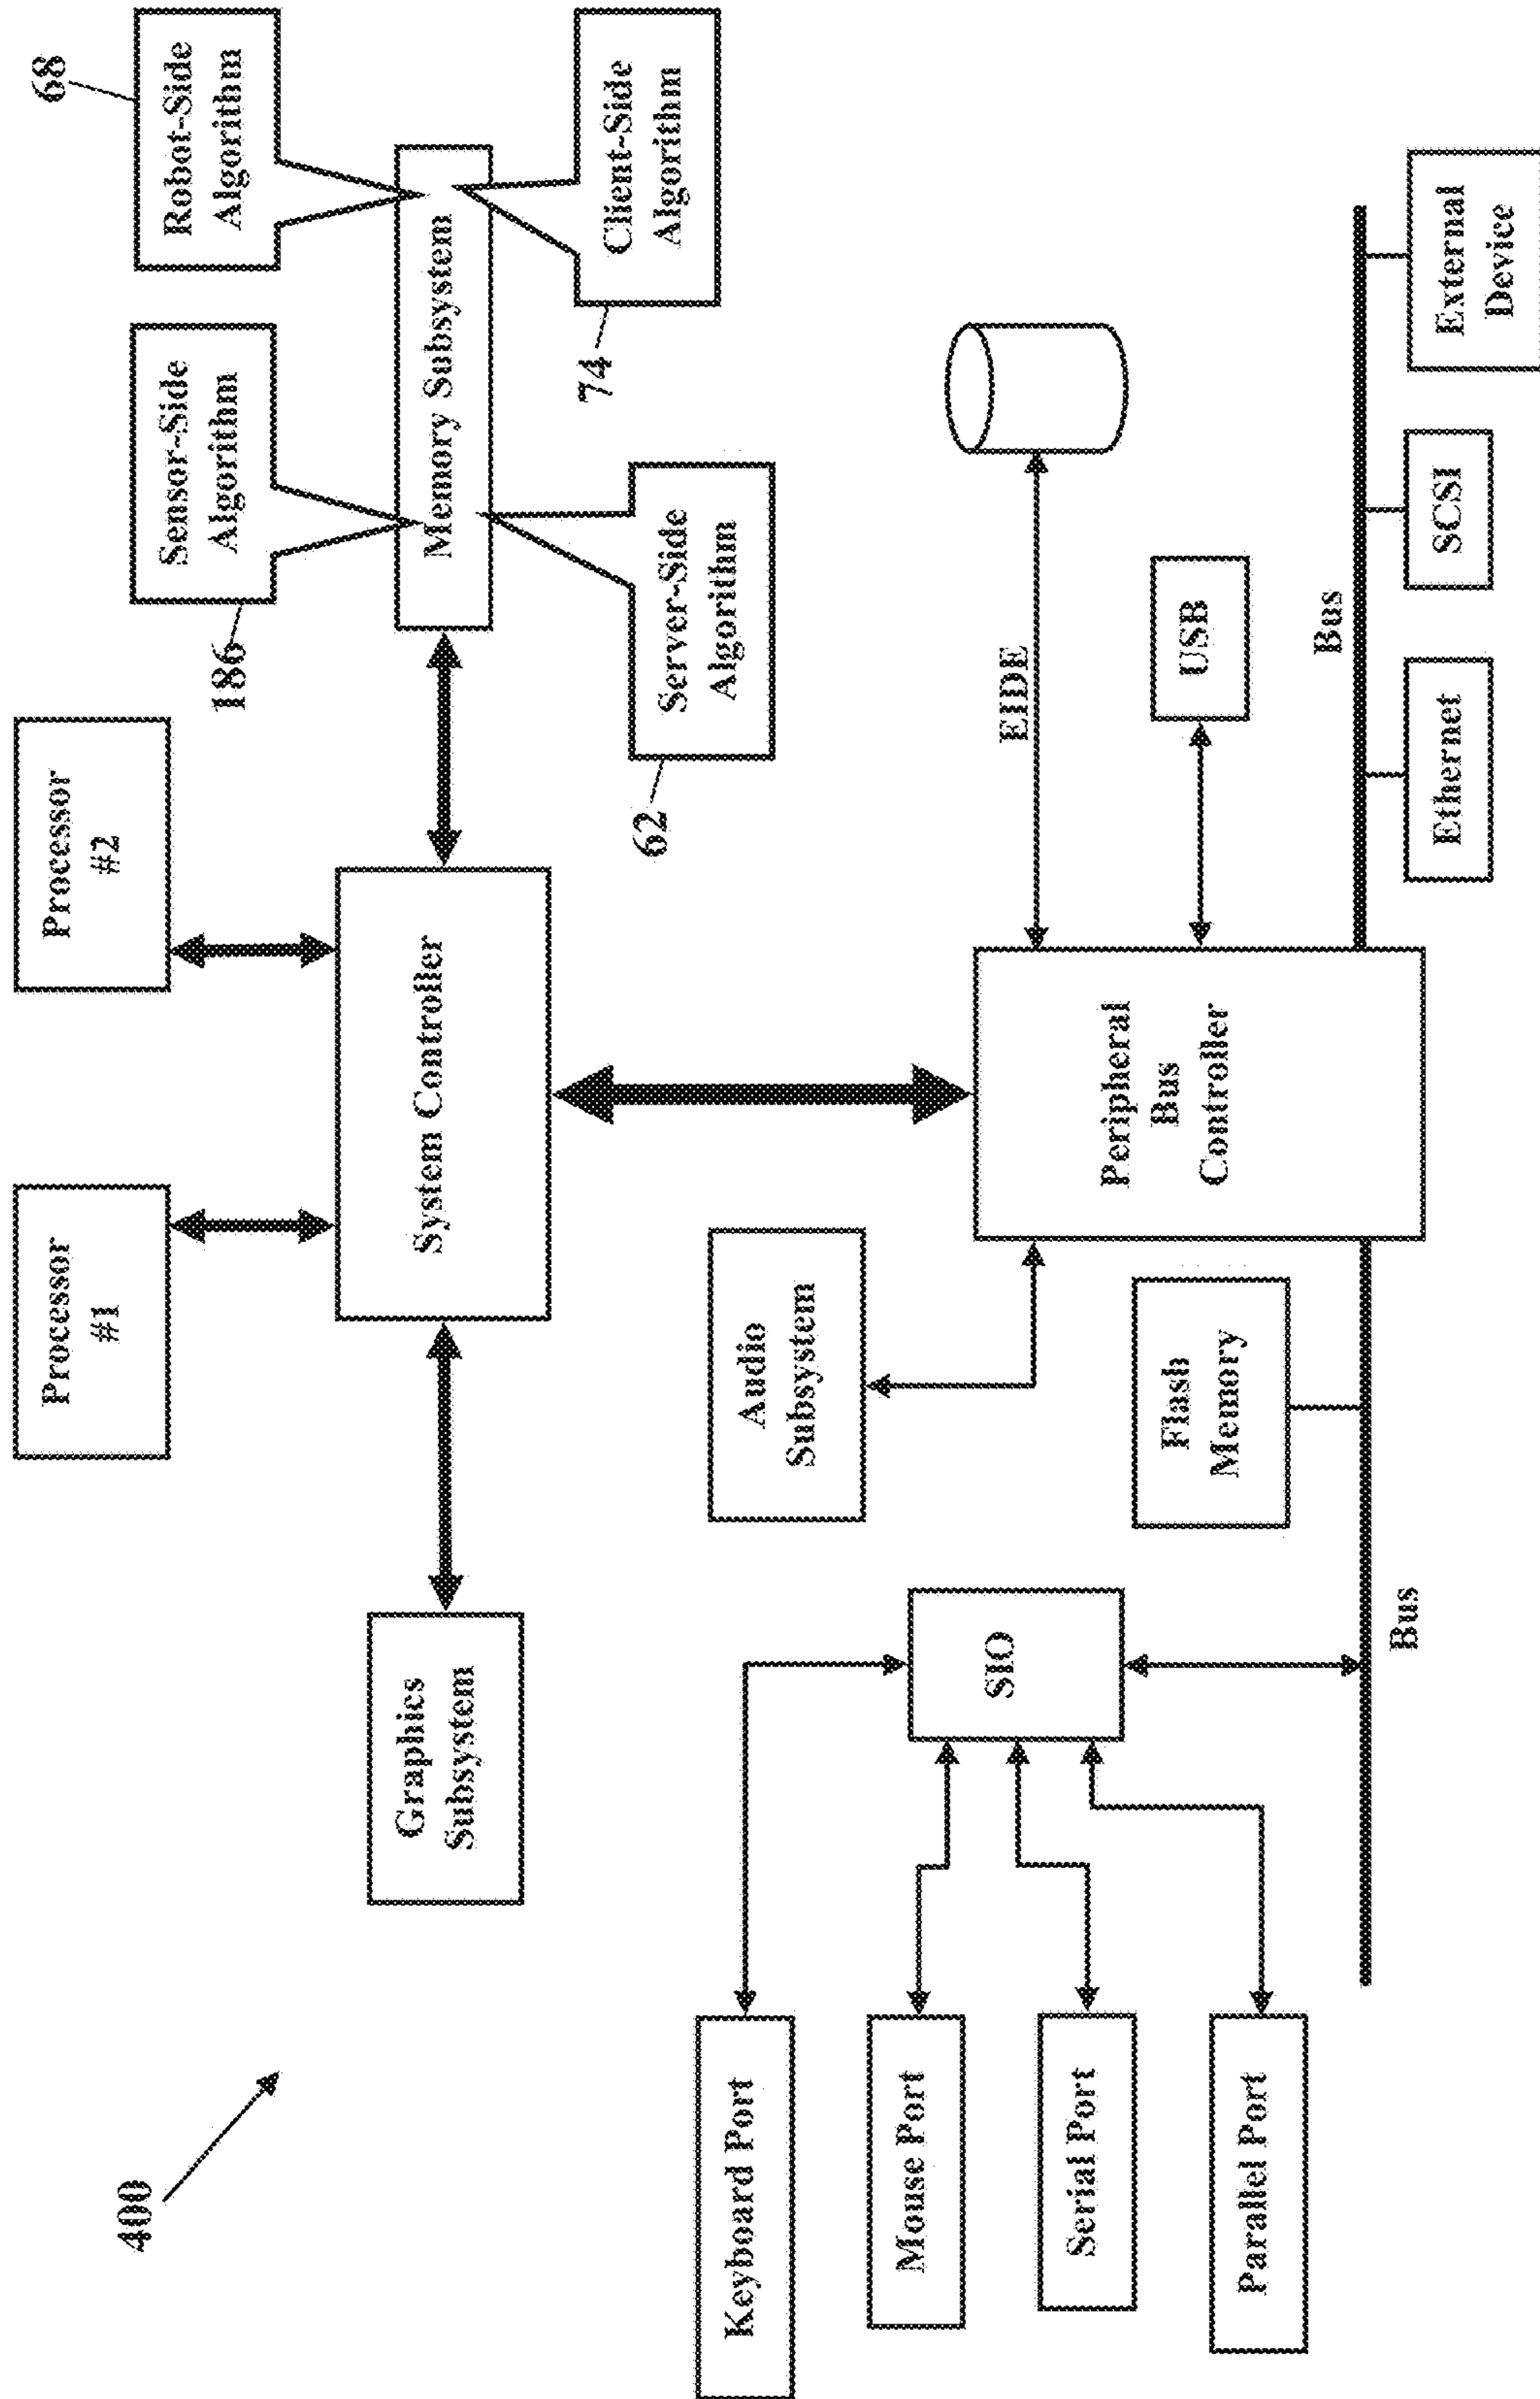 400
Processor
#1
Processor
#2
68
Robot-Side
Algorithm
Sensor-Side
Algorithm
186
Graphics
Subsystem
System Controller
Memory Subsystem
Client-Side
Algorithm
74
Server-Side
Algorithm
62
Keyboard Port
Mouse Port
Serial Port
Parallel Port
SIO
Audio
Subsystem
Flash
Memory
Peripheral
Bus
Controller
EIDE
USB
Bus
Bus
Ethernet
SCSI
External
Device